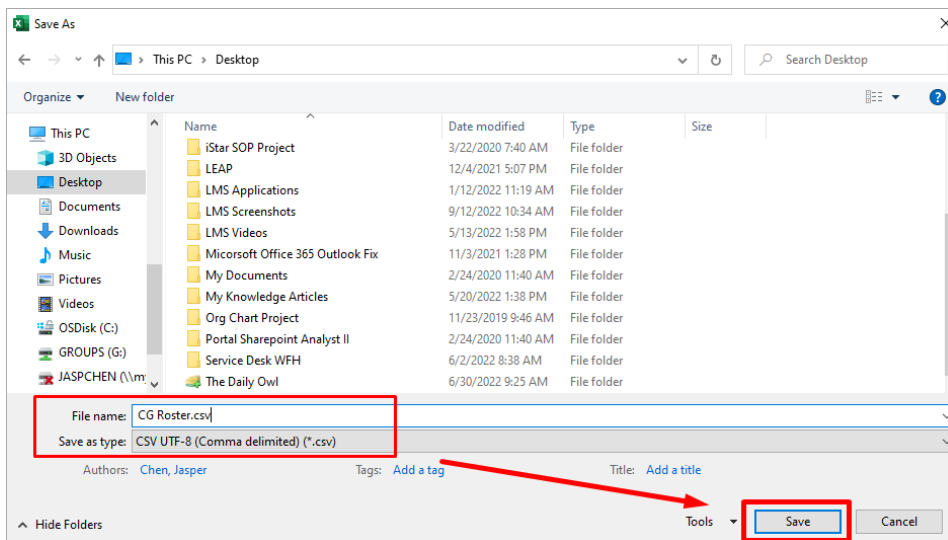 Save As
This PC > Desktop
Search Desktop
Organize New folder
?
Name Date modified Type Size
This PC
3D Objects
Desktop
Documents
Downloads
Music
Pictures
Videos
OSDisk (C:)
GROUPS (G:)
JASPCHEN (\\m
iStar SOP Project 3/22/2020 7:40 AM File folder
LEAP 12/4/2021 5:07 PM File folder
LMS Applications 1/12/2022 11:19 AM File folder
LMS Screenshots 9/12/2022 10:34 AM File folder
LMS Videos 5/13/2022 1:58 PM File folder
Micorsoft Office 365 Outlook Fix 11/3/2021 1:28 PM File folder
My Documents 2/24/2020 11:40 AM File folder
My Knowledge Articles 5/20/2022 1:38 PM File folder
Org Chart Project 11/23/2019 9:46 AM File folder
Portal Sharepoint Analyst II 2/24/2020 11:40 AM File folder
Service Desk WFH 6/2/2022 8:38 AM File folder
The Daily Owl 6/30/2022 9:25 AM File folder
File name: CG Roster.csv
Save as type: CSV UTF-8 (Comma delimited) (*.csv)
Authors: Chen, Jasper Tags: Add a tag Title: Add a title
Hide Folders Tools Save Cancel